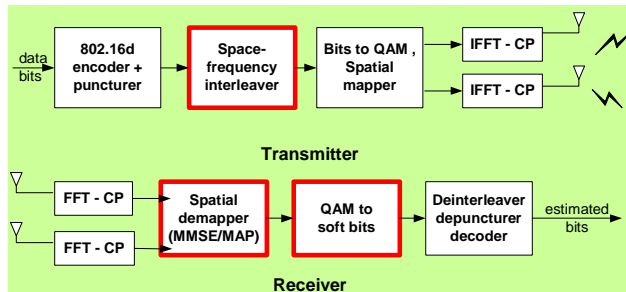 data
bits
802.16d
encoder +
puncturer
Space-
frequency
interleaver
Bits to QAM ,
Spatial
mapper
IFFT - CP
IFFT - CP
Transmitter
FFT - CP
FFT - CP
Spatial
demapper
(MMSE/MAP)
QAM to
soft bits
Deinterleaver
depuncturer
decoder
estimated
bits
Receiver